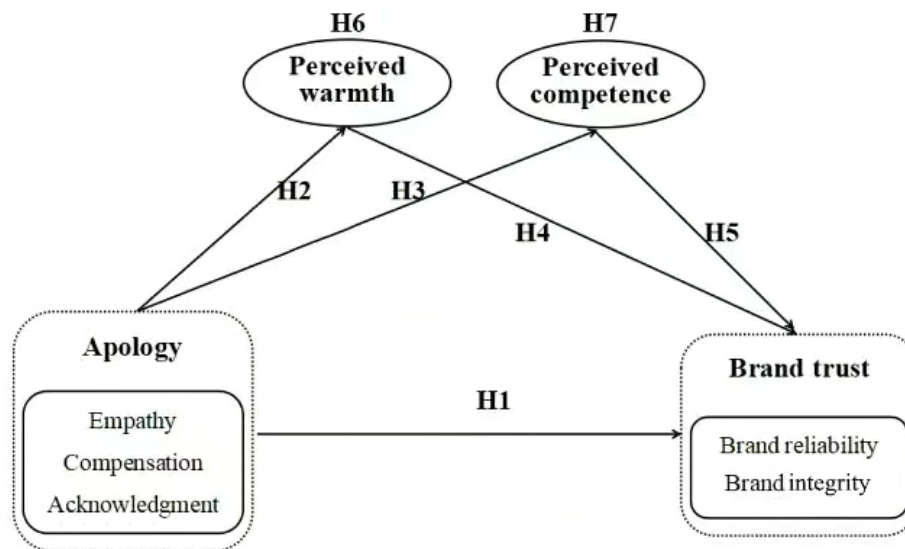 H6
H7
Perceived
warmth
Perceived
competence
H2
H3
H4
H5
Apology
Empathy
Compensation
Acknowledgment
H1
Brand trust
Brand reliability
Brand integrity